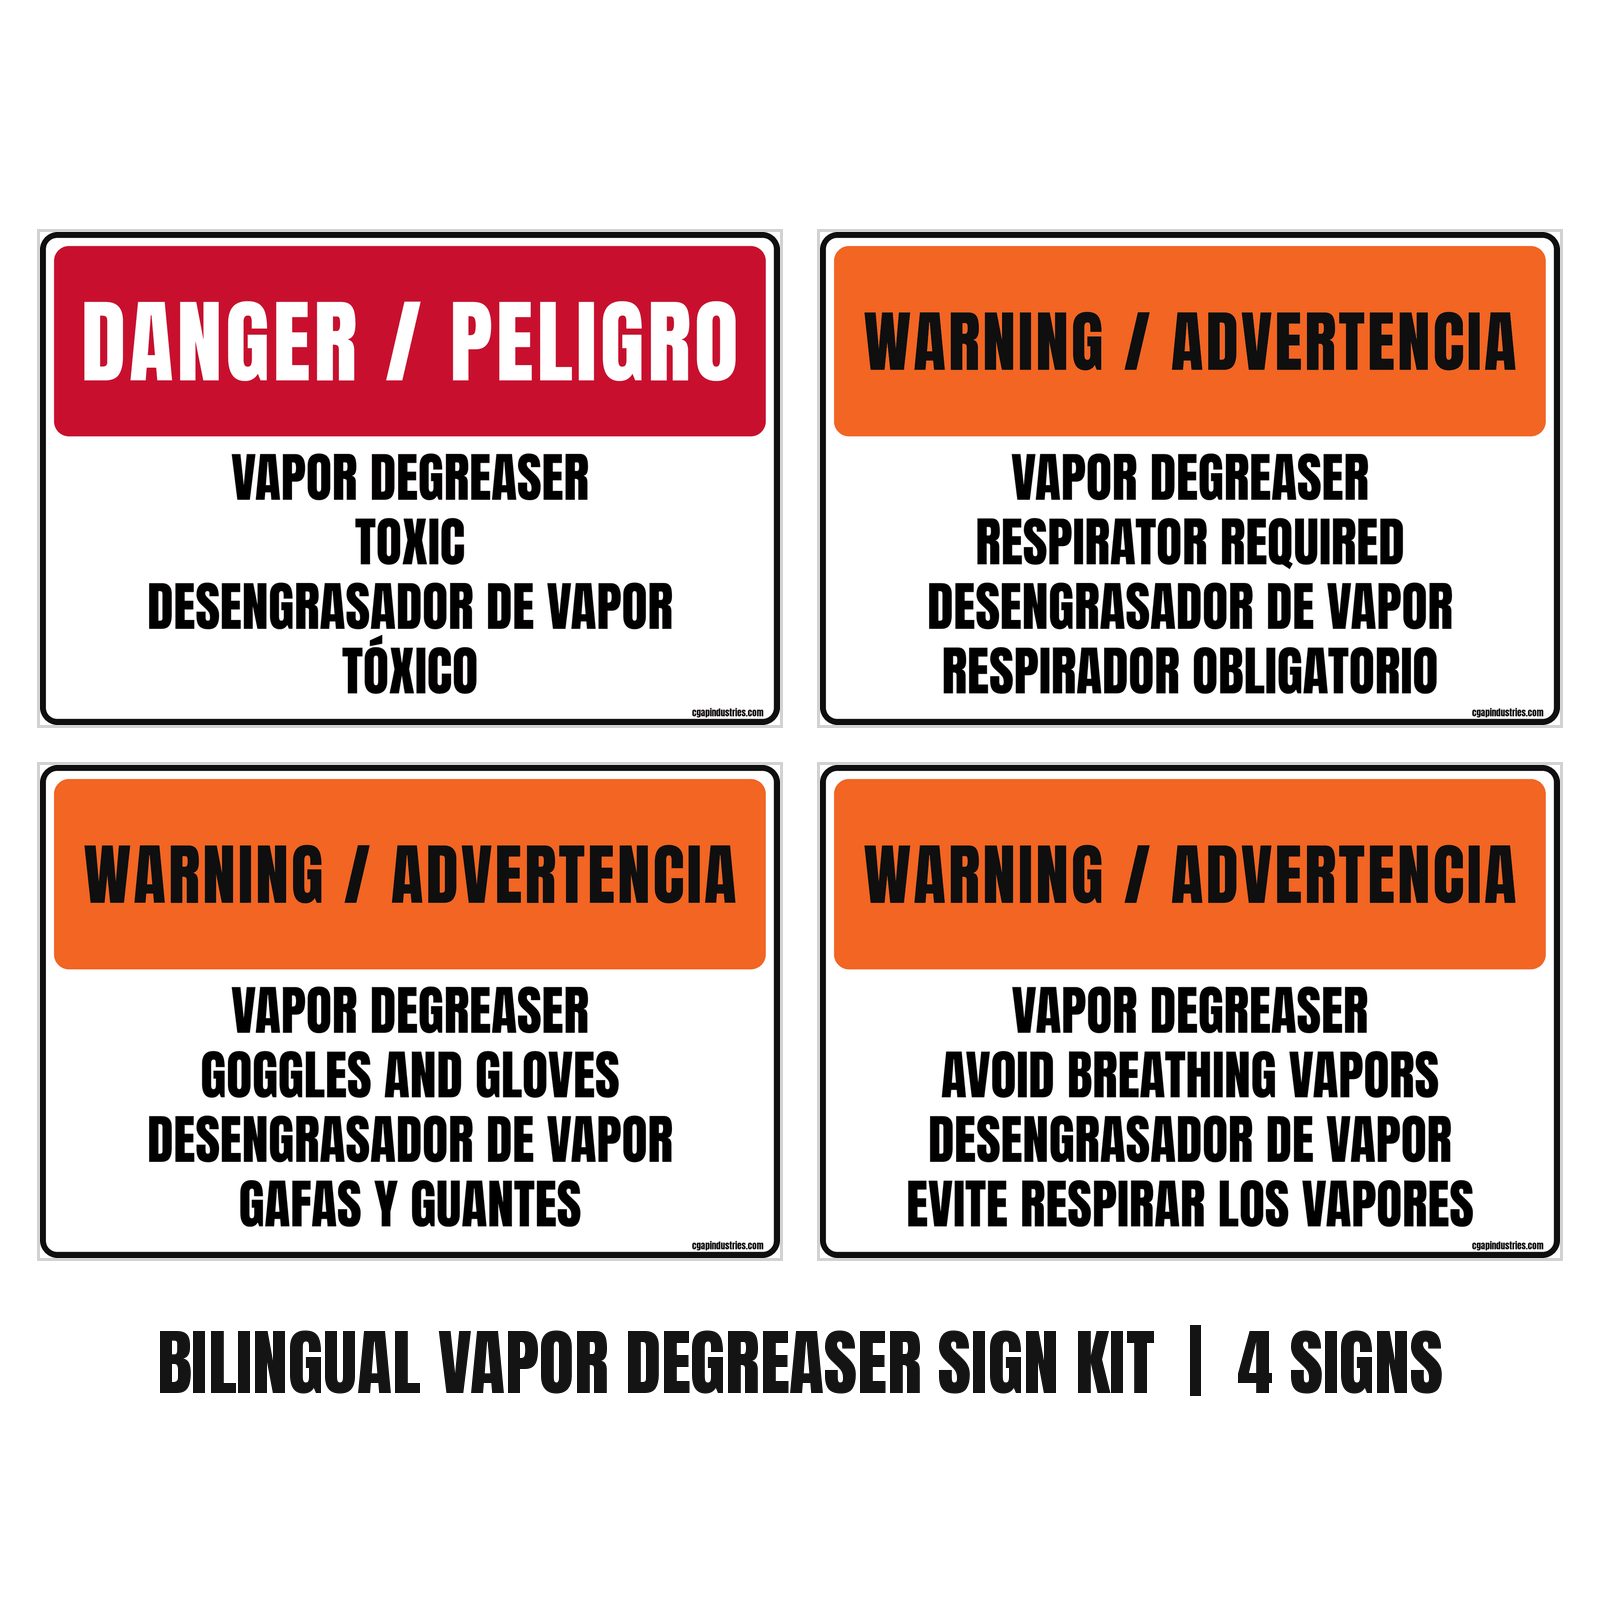 DANGER / PELIGRO
VAPOR DEGREASER
TOXIC
DESENGRASADOR DE VAPOR
TÓXICO
cgapindustries.com
WARNING / ADVERTENCIA
VAPOR DEGREASER
RESPIRATOR REQUIRED
DESENGRASADOR DE VAPOR
RESPIRADOR OBLIGATORIO
cgapindustries.com
WARNING / ADVERTENCIA
VAPOR DEGREASER
GOGGLES AND GLOVES
DESENGRASADOR DE VAPOR
GAFAS Y GUANTES
cgapindustries.com
WARNING / ADVERTENCIA
VAPOR DEGREASER
AVOID BREATHING VAPORS
DESENGRASADOR DE VAPOR
EVITE RESPIRAR LOS VAPORES
cgapindustries.com
BILINGUAL VAPOR DEGREASER SIGN KIT | 4 SIGNS